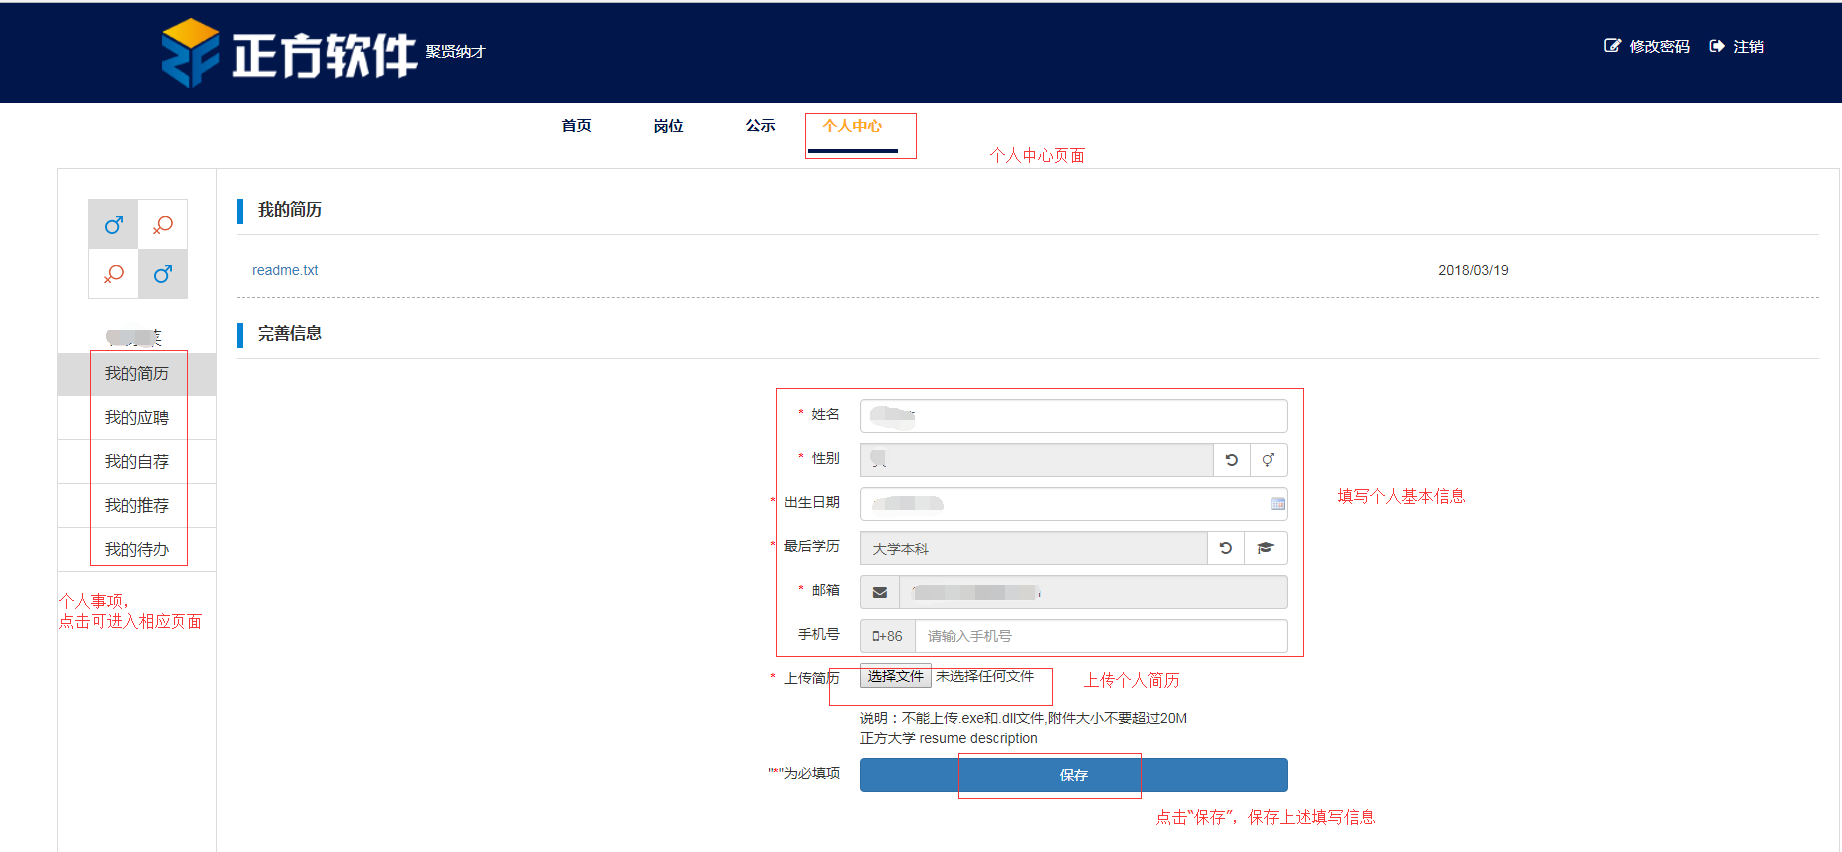 正方软件 聚贤纳才
修改密码 注销
首页 岗位 公示 个人中心
个人中心页面
我的简历
readme.txt 2018/03/19
完善信息
我的简历
我的应聘
我的自荐
我的推荐
我的待办
个人事项，
点击可进入相应页面
* 姓名
* 性别
* 出生日期
* 最后学历 大学本科
* 邮箱
手机号 +86 请输入手机号
填写个人基本信息
* 上传简历 选择文件 未选择任何文件
上传个人简历
说明：不能上传.exe和.dll文件,附件大小不要超过20M
正方大学 resume description
"*"为必填项 保存
点击“保存”，保存上述填写信息